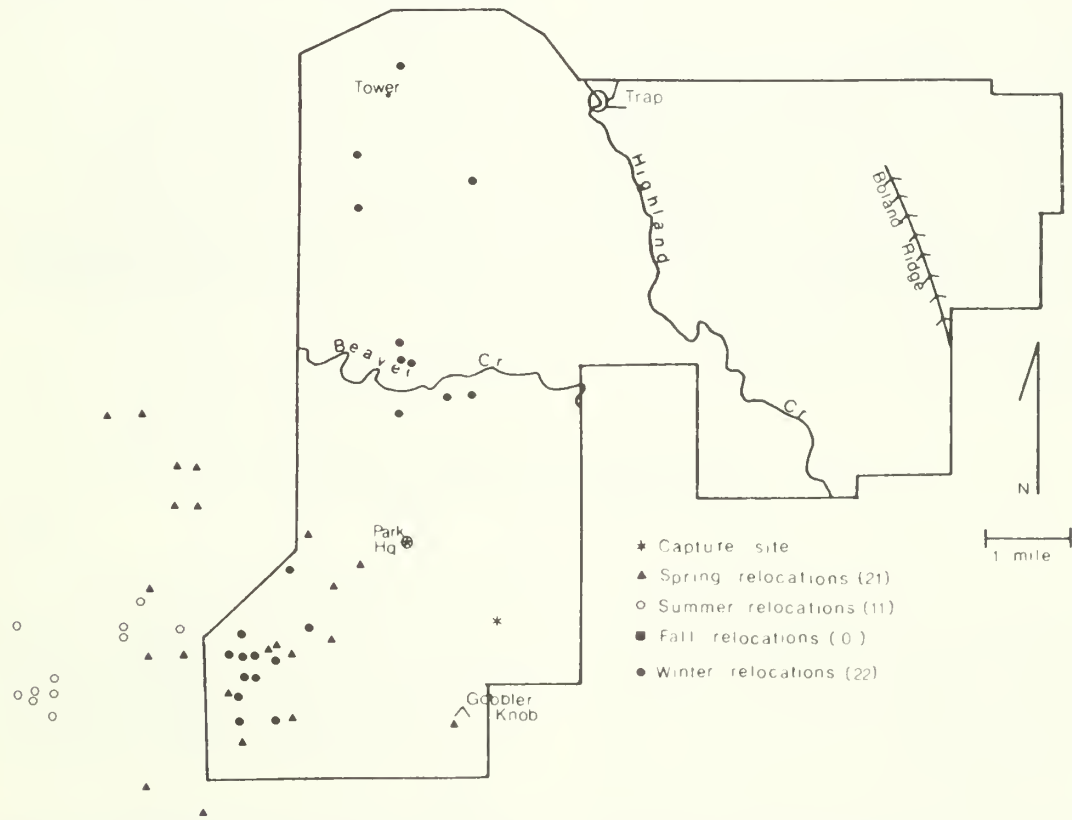 Tower
Trap
Highland
Boland Ridge
Beaver Cr
Cr
N
1 mile
Park
Hq
Capture site
Spring relocations (21)
Summer relocations (11)
Fall relocations (0)
Winter relocations (22)
Gobbler
Knob